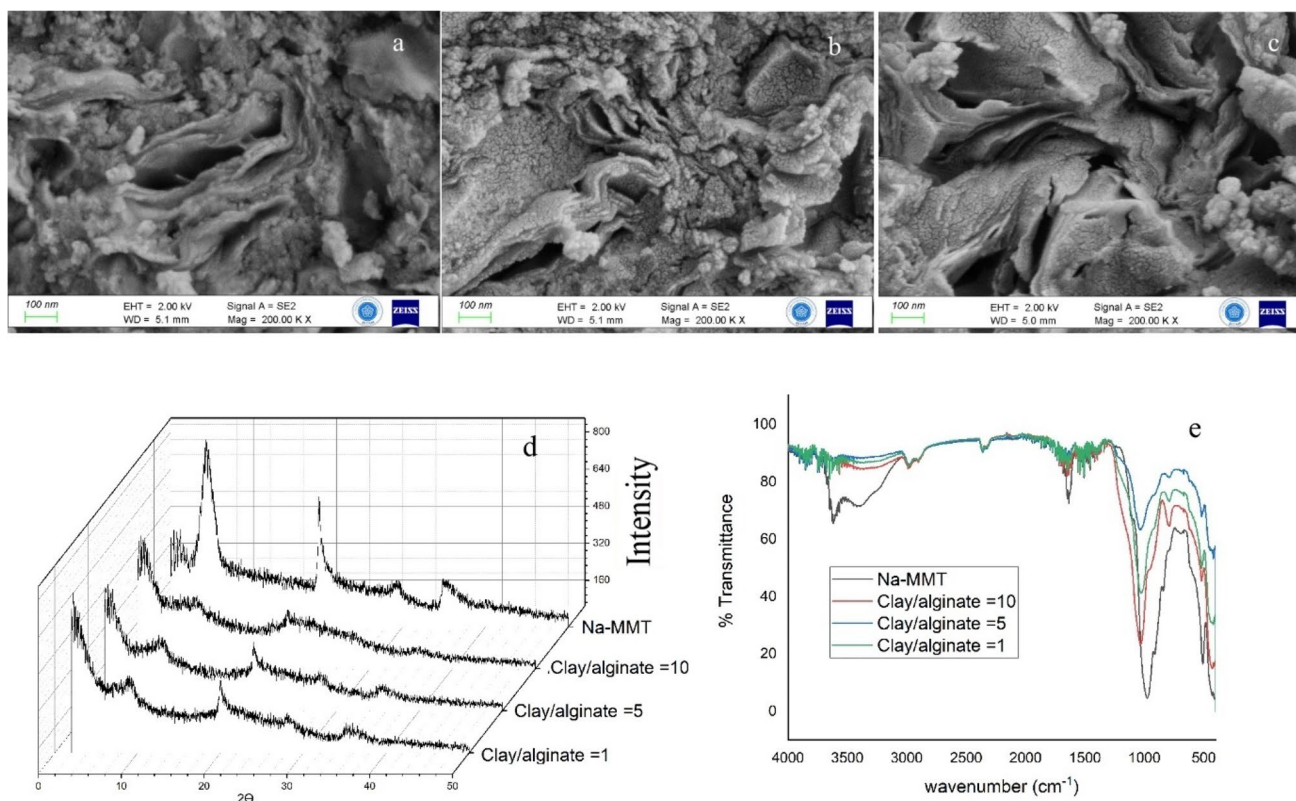 a
100 nm
EHT = 2.00 kV
WD = 5.1 mm
Signal A = SE2
Mag = 200.00 K X
ZEISS
b
100 nm
EHT = 2.00 kV
WD = 5.1 mm
Signal A = SE2
Mag = 200.00 K X
ZEISS
c
100 nm
EHT = 2.00 kV
WD = 5.0 mm
Signal A = SE2
Mag = 200.00 K X
ZEISS
d
800
640
480
320
160
Intensity
Na-MMT
Clay/alginate =10
Clay/alginate =5
Clay/alginate =1
0
10
20
30
40
50
2Θ
e
100
80
60
40
20
0
% Transmittance
Na-MMT
Clay/alginate =10
Clay/alginate =5
Clay/alginate =1
4000
3500
3000
2500
2000
1500
1000
500
wavenumber (cm⁻¹)